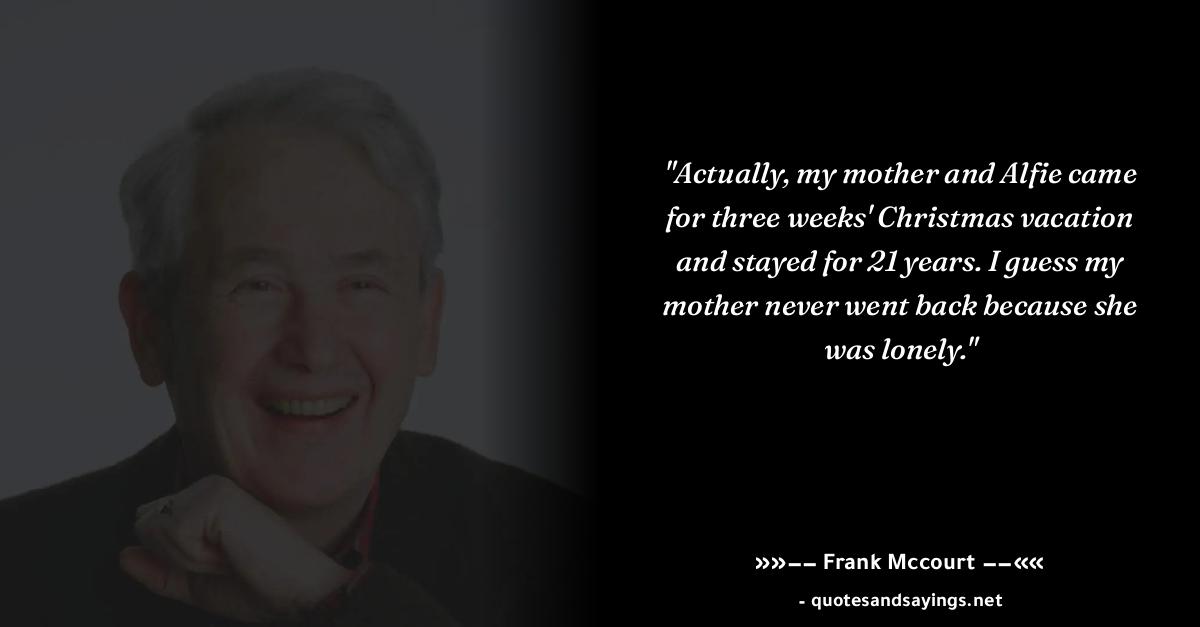 "Actually, my mother and Alfie came
for three weeks' Christmas vacation
and stayed for 21 years. I guess my
mother never went back because she
was lonely."
»»−− Frank Mccourt −−««
- quotesandsayings.net